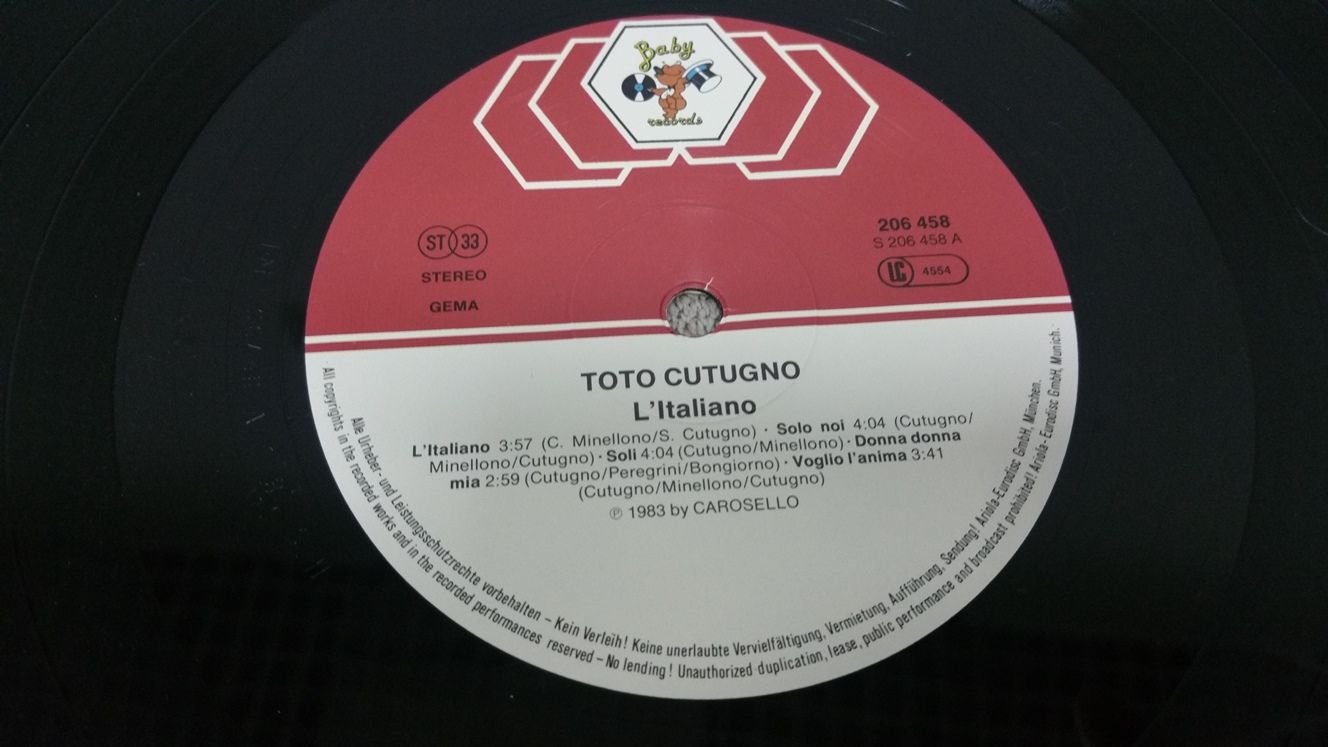 Baby
records
ST 33
STEREO
GEMA
206 458
S 206 458 A
LC 4554
TOTO CUTUGNO
L'Italiano
L'Italiano 3:57 (C. Minellono/S. Cutugno) · Solo noi 4:04 (Cutugno/
Minellono/Cutugno) · Soli 4:04 (Cutugno/Minellono) · Donna donna
mia 2:59 (Cutugno/Peregrini/Bongiorno) · Voglio l'anima 3:41
(Cutugno/Minellono/Cutugno)
℗ 1983 by CAROSELLO
Alle Urheber- und Leistungsschutzrechte vorbehalten – Kein Verleih! Keine unerlaubte Vervielfältigung, Vermietung, Aufführung, Sendung! Ariola-Eurodisc GmbH, München.
All copyrights in the recorded works and in the recorded performances reserved – No lending! Unauthorized duplication, lease, public performance and broadcast prohibited! Ariola-Eurodisc GmbH, Munich.